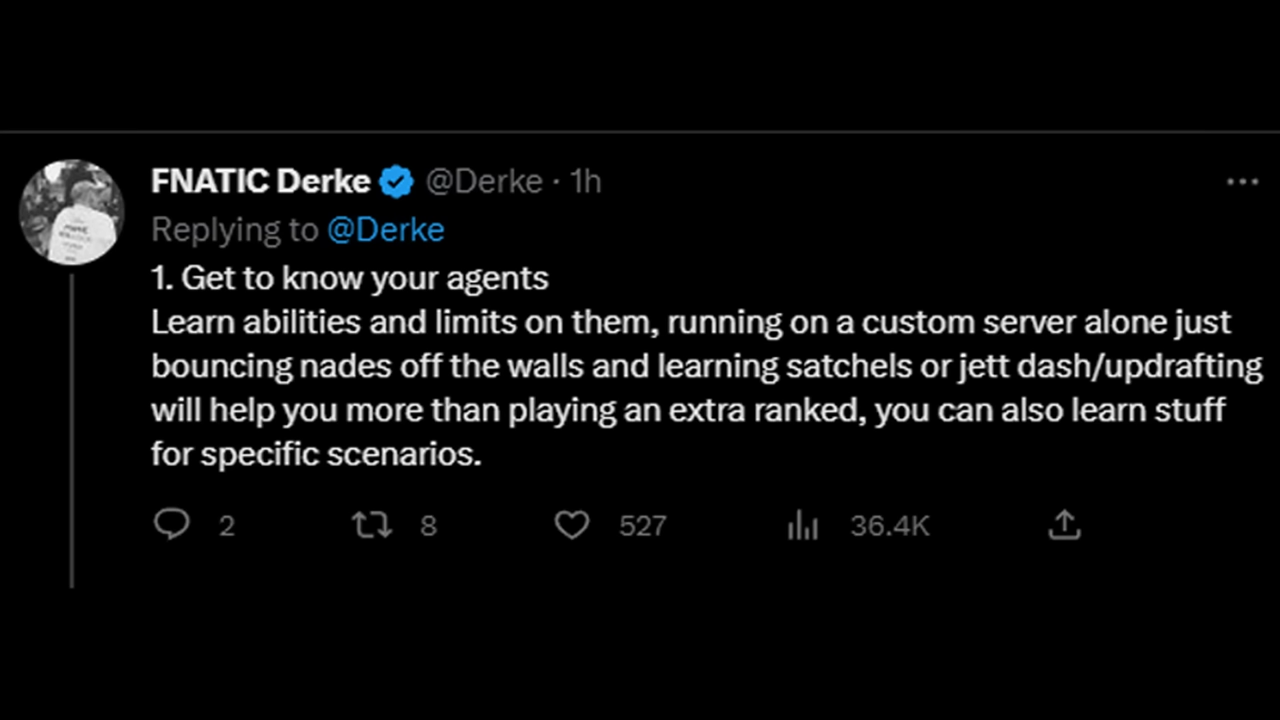 FNATIC Derke @Derke · 1h
Replying to @Derke
1. Get to know your agents
Learn abilities and limits on them, running on a custom server alone just
bouncing nades off the walls and learning satchels or jett dash/updrafting
will help you more than playing an extra ranked, you can also learn stuff
for specific scenarios.
2 8 527 36.4K